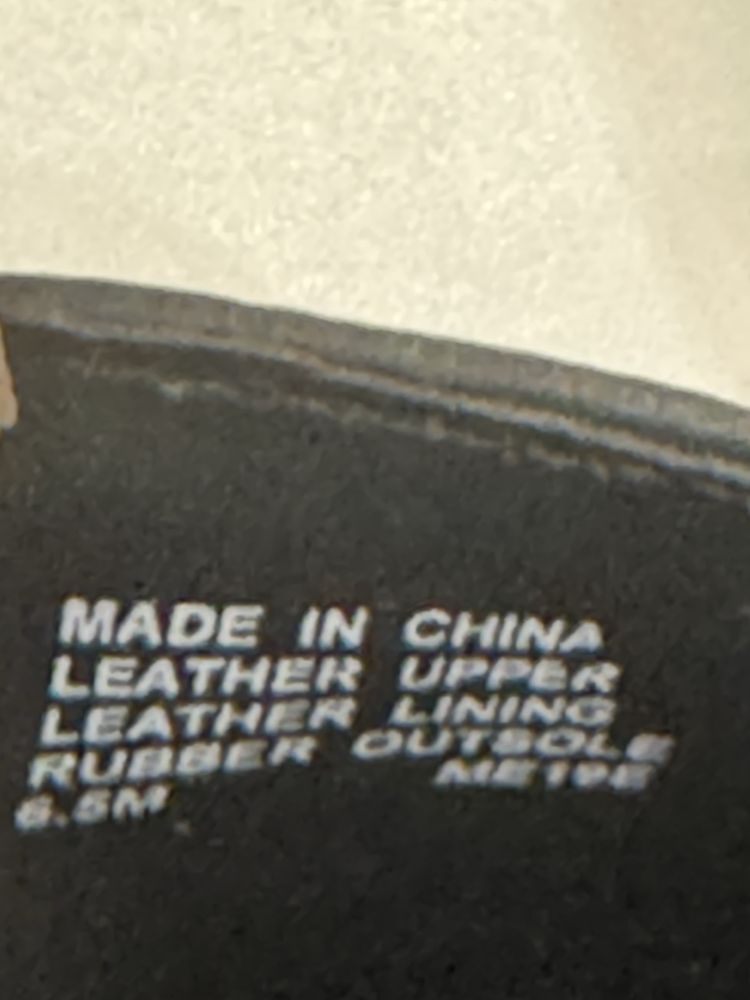 MADE IN CHINA
LEATHER UPPER
LEATHER LINING
RUBBER OUTSOLE
6.5M